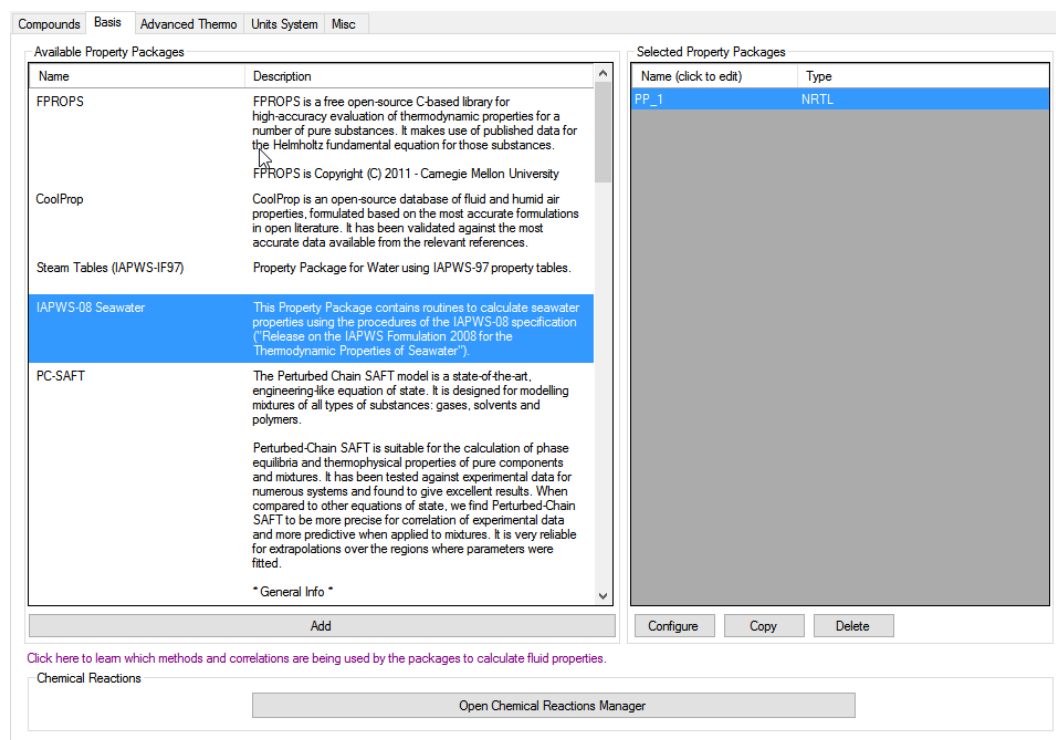 Compounds Basis Advanced Thermo Units System Misc
Available Property Packages
Name Description
FPROPS
FPROPS is a free open-source C-based library for
high-accuracy evaluation of thermodynamic properties for a
number of pure substances. It makes use of published data for
the Helmholtz fundamental equation for those substances.
FPROPS is Copyright (C) 2011 - Carnegie Mellon University
CoolProp
CoolProp is an open-source database of fluid and humid air
properties, formulated based on the most accurate formulations
in open literature. It has been validated against the most
accurate data available from the relevant references.
Steam Tables (IAPWS-IF97)
Property Package for Water using IAPWS-97 property tables.
IAPWS-08 Seawater
This Property Package contains routines to calculate seawater
properties using the procedures of the IAPWS-08 specification
("Release on the IAPWS Formulation 2008 for the
Thermodynamic Properties of Seawater").
PC-SAFT
The Perturbed Chain SAFT model is a state-of-the-art,
engineering-like equation of state. It is designed for modelling
mixtures of all types of substances: gases, solvents and
polymers.
Perturbed-Chain SAFT is suitable for the calculation of phase
equilibria and thermophysical properties of pure components
and mixtures. It has been tested against experimental data for
numerous systems and found to give excellent results. When
compared to other equations of state, we find Perturbed-Chain
SAFT to be more precise for correlation of experimental data
and more predictive when applied to mixtures. It is very reliable
for extrapolations over the regions where parameters were
fitted.
* General Info *
Add
Selected Property Packages
Name (click to edit) Type
PP_1 NRTL
Configure Copy Delete
Click here to learn which methods and correlations are being used by the packages to calculate fluid properties.
Chemical Reactions
Open Chemical Reactions Manager